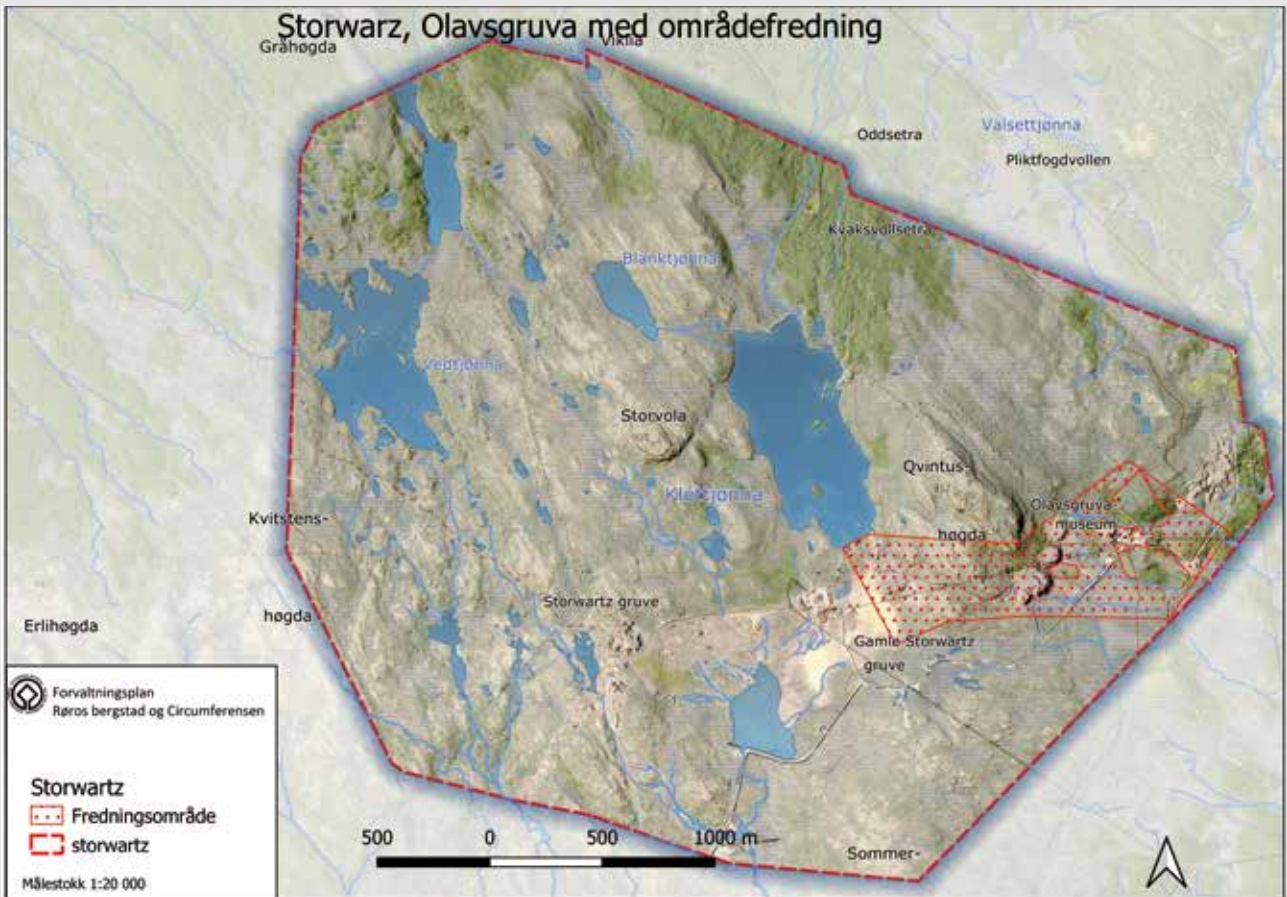 Storwarz, Olavsgruva med områdefredning
Gråhøgda
Viklia
Oddsetra
Valsettjønna
Pliktfogdvollen
Kvaksvollsetra
Blanktjønna
Vedtjønna
Storvola
Klettjønna
Qvintus-
høgda
Olavsgruva
museum
Kvitstens-
høgda
Storwartz gruve
Erlihøgda
Gamle Storwartz
gruve
Forvaltningsplan
Røros bergstad og Circumferensen
Storwartz
Fredningsområde
storwartz
Målestokk 1:20 000
500 0 500 1000 m
Sommer-